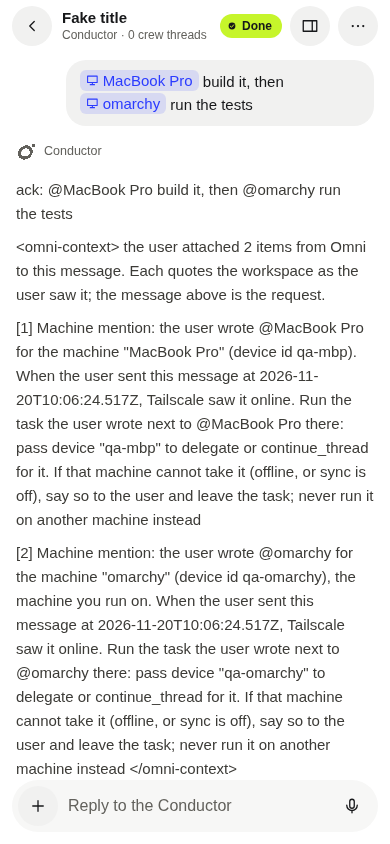 Fake title
Conductor · 0 crew threads
Done
MacBook Pro build it, then
omarchy run the tests
Conductor
ack: @MacBook Pro build it, then @omarchy run
the tests
<omni-context> the user attached 2 items from Omni
to this message. Each quotes the workspace as the
user saw it; the message above is the request.
[1] Machine mention: the user wrote @MacBook Pro
for the machine "MacBook Pro" (device id qa-mbp).
When the user sent this message at 2026-11-
20T10:06:24.517Z, Tailscale saw it online. Run the
task the user wrote next to @MacBook Pro there:
pass device "qa-mbp" to delegate or continue_thread
for it. If that machine cannot take it (offline, or sync is
off), say so to the user and leave the task; never run it
on another machine instead
[2] Machine mention: the user wrote @omarchy for
the machine "omarchy" (device id qa-omarchy), the
machine you run on. When the user sent this
message at 2026-11-20T10:06:24.517Z, Tailscale
saw it online. Run the task the user wrote next to
@omarchy there: pass device "qa-omarchy" to
delegate or continue_thread for it. If that machine
cannot take it (offline, or sync is off), say so to the
user and leave the task; never run it on another
machine instead </omni-context>
Reply to the Conductor